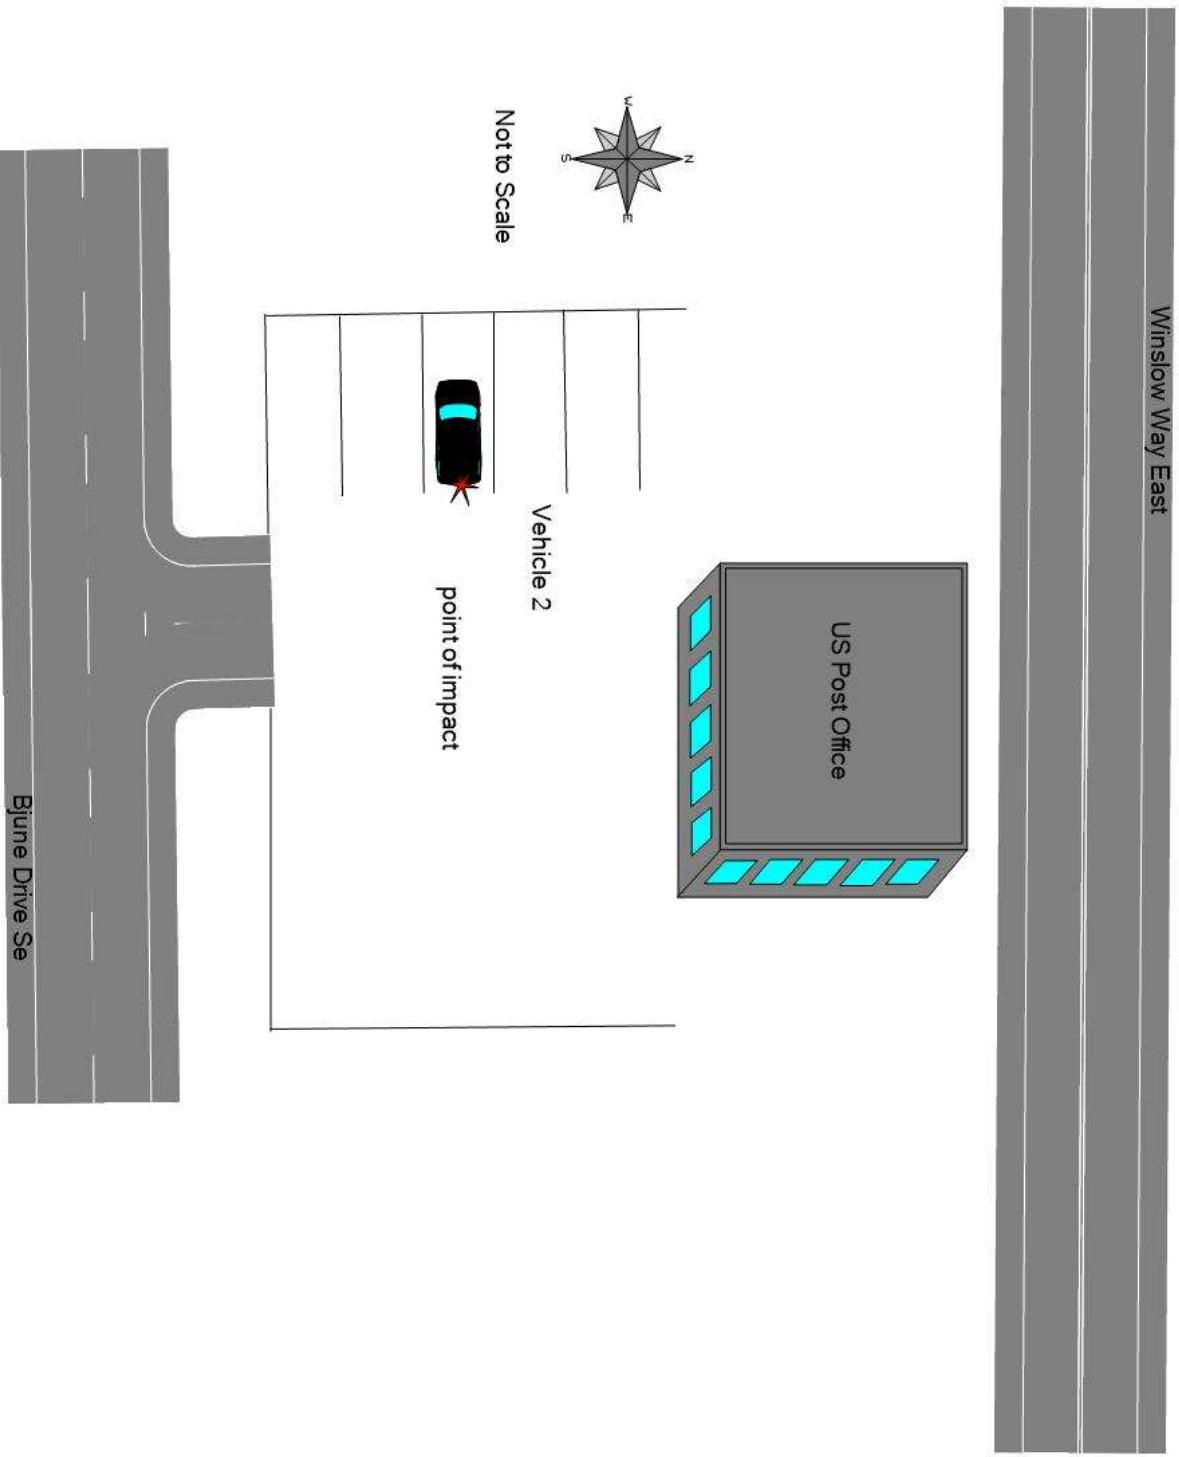 Winslow Way East
US Post Office
W
N
S
E
Not to Scale
Vehicle 2
point of impact
Bjune Drive Se